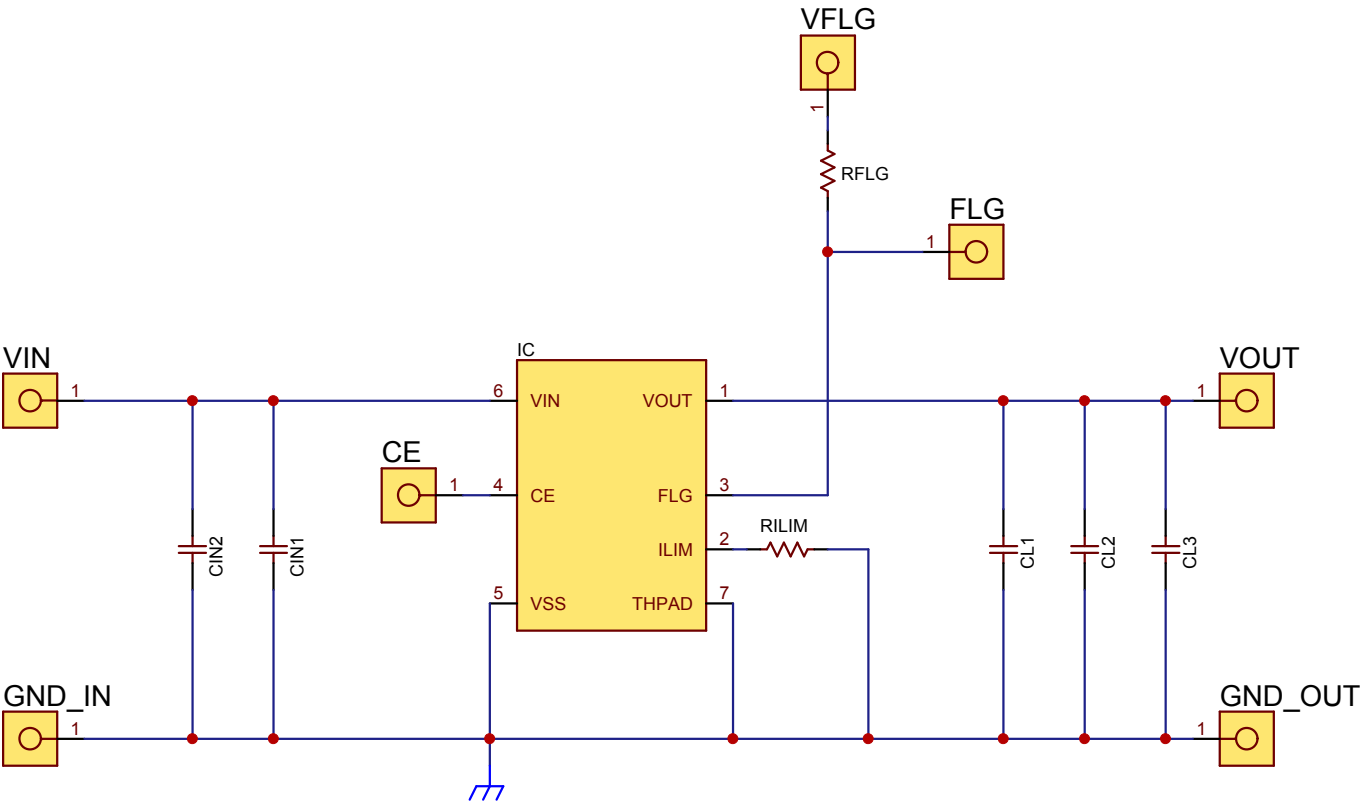 VFLG
1
RFLG
FLG
1
IC
VIN
1
6
VIN
VOUT
1
VOUT
1
CE
1
4
CE
FLG
3
RILIM
ILIM
2
CIN2
CIN1
CL1
CL2
CL3
5
VSS
THPAD
7
GND_IN
1
GND_OUT
1